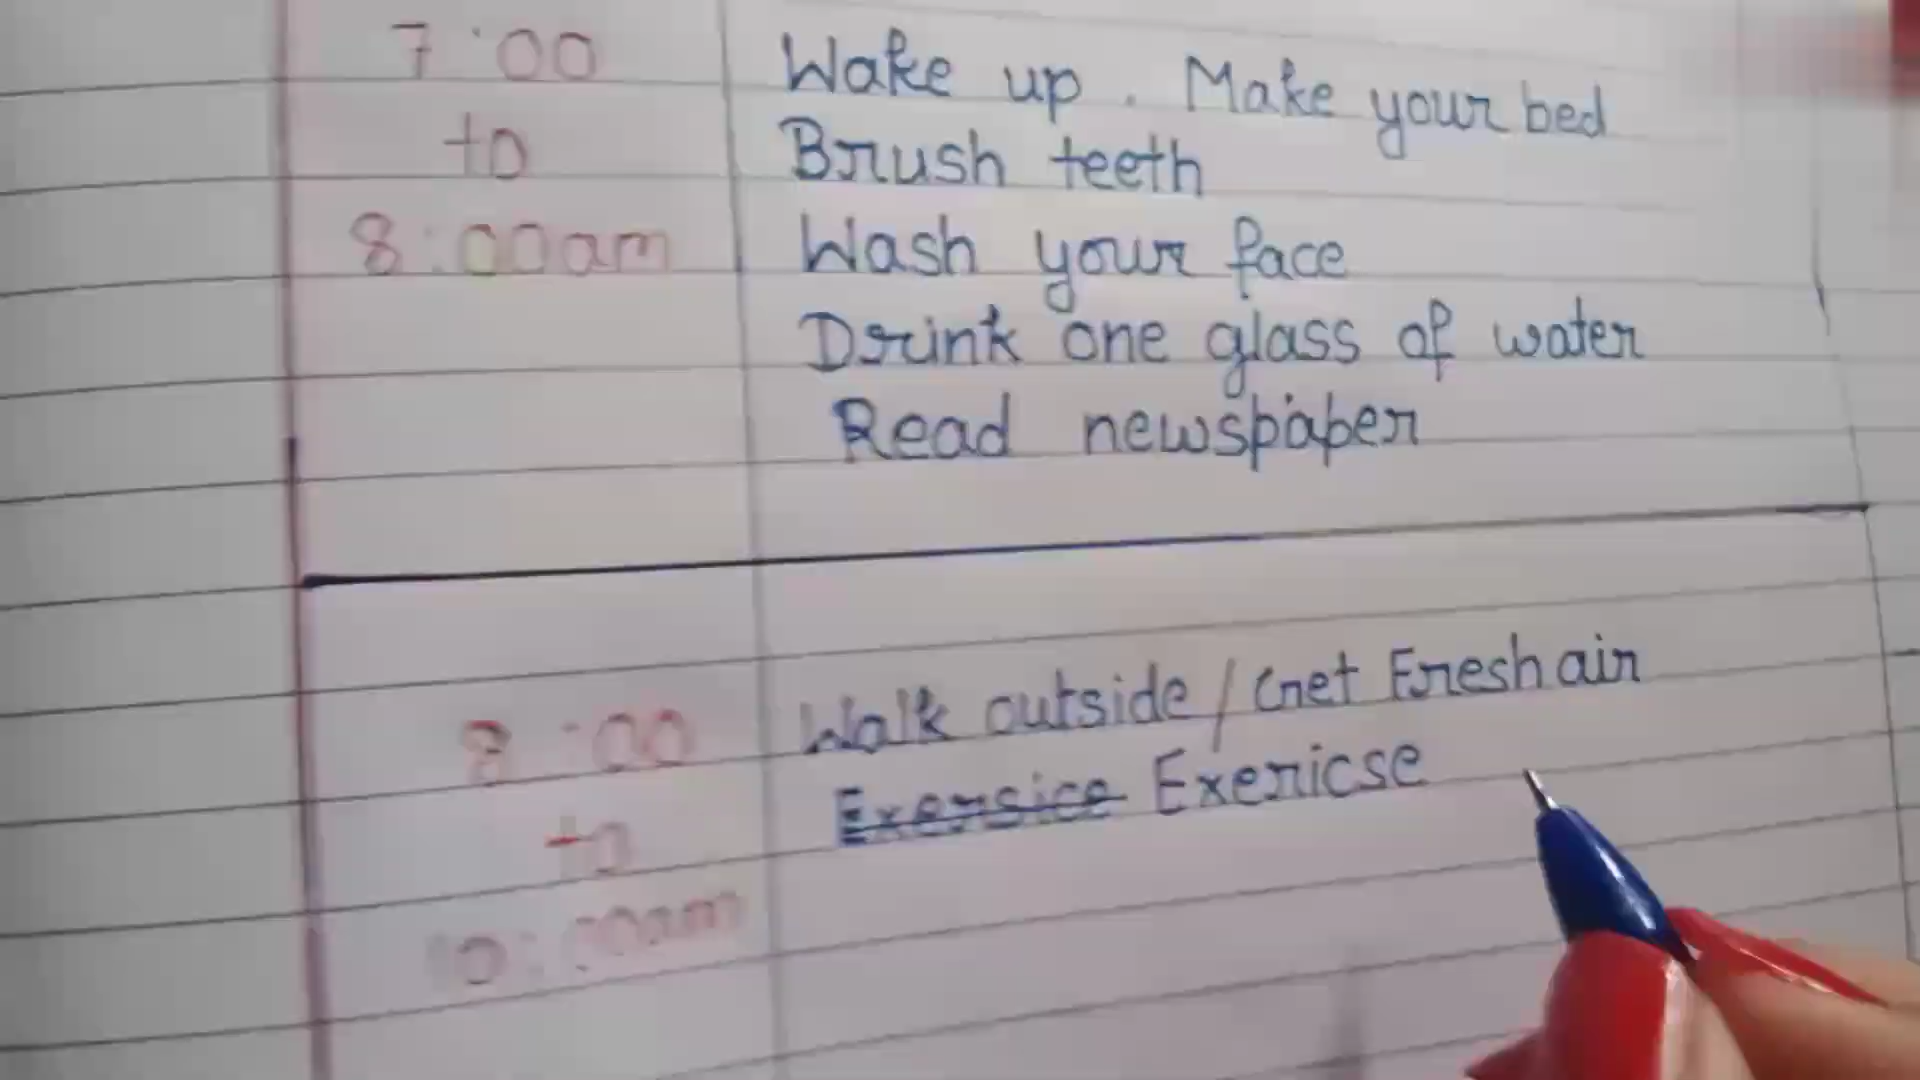 7:00 Wake up. Make your bed
to Brush teeth
8:00am Wash your face
Drink one glass of water
Read newspaper
8:00 Walk outside/Get Fresh air
to Exersice Exericse
10:00am